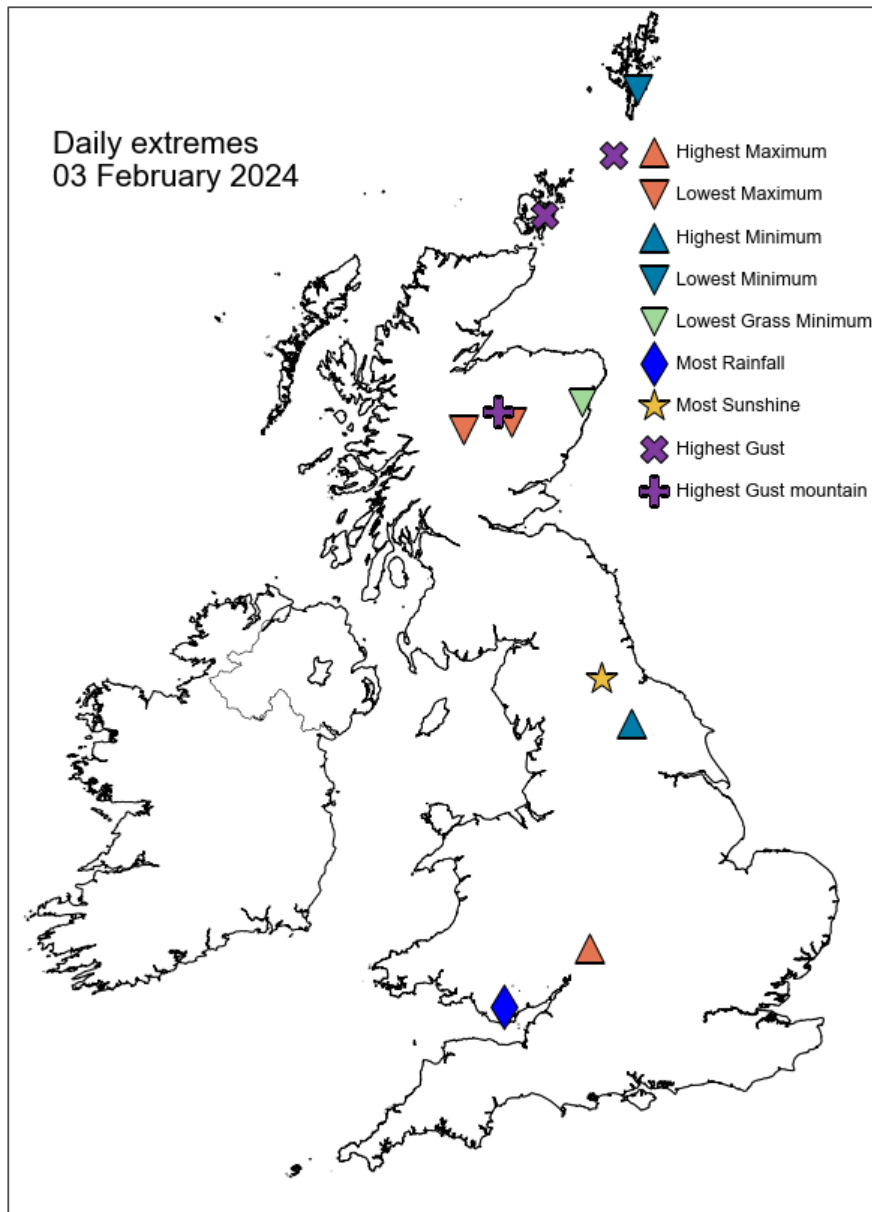 Daily extremes
03 February 2024
Highest Maximum
Lowest Maximum
Highest Minimum
Lowest Minimum
Lowest Grass Minimum
Most Rainfall
Most Sunshine
Highest Gust
Highest Gust mountain